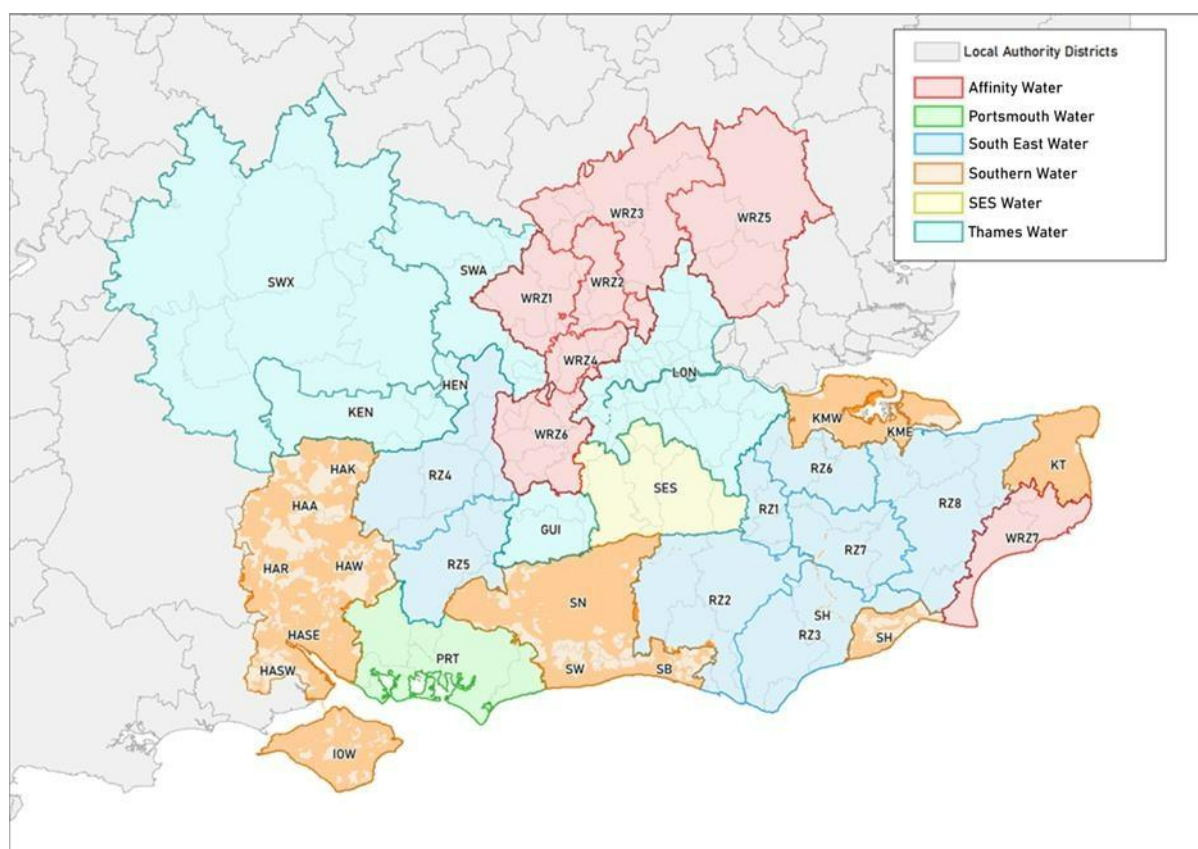 Local Authority Districts
Affinity Water
Portsmouth Water
South East Water
Southern Water
SES Water
Thames Water
WRZ3
WRZ5
SWA
SWX
WRZ1
WRZ2
WRZ4
LON
HEN
KEN
KMW
KME
WRZ6
HAK
RZ4
RZ6
KT
SES
HAA
RZ1
RZ8
GUI
WRZ7
RZ7
HAR
HAW
RZ5
SN
RZ2
SH
RZ3
SH
HASE
PRT
HASW
SW
SB
IOW